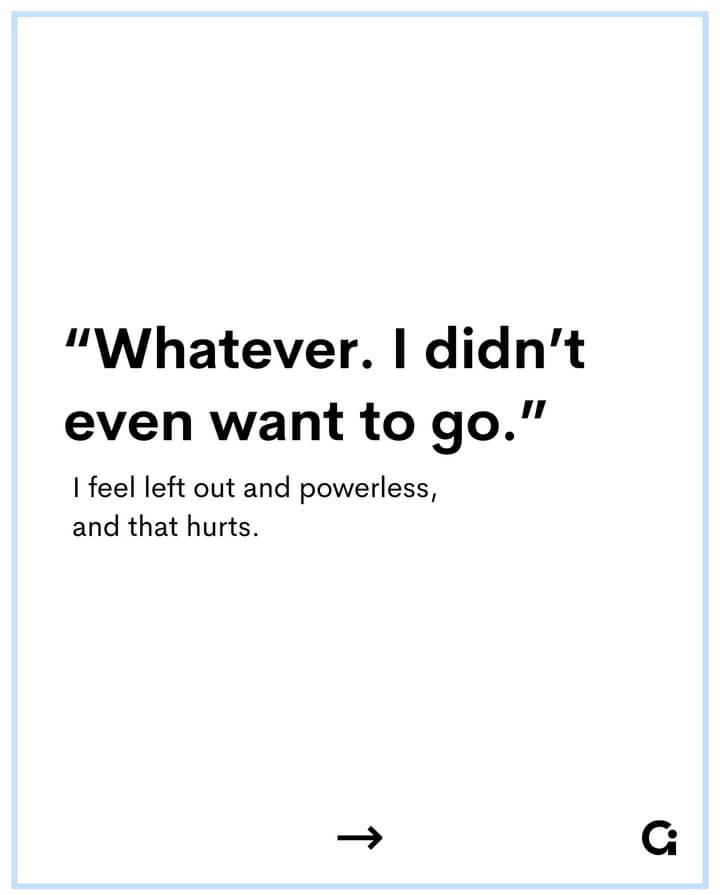 “Whatever. I didn’t
even want to go.”
I feel left out and powerless,
and that hurts.